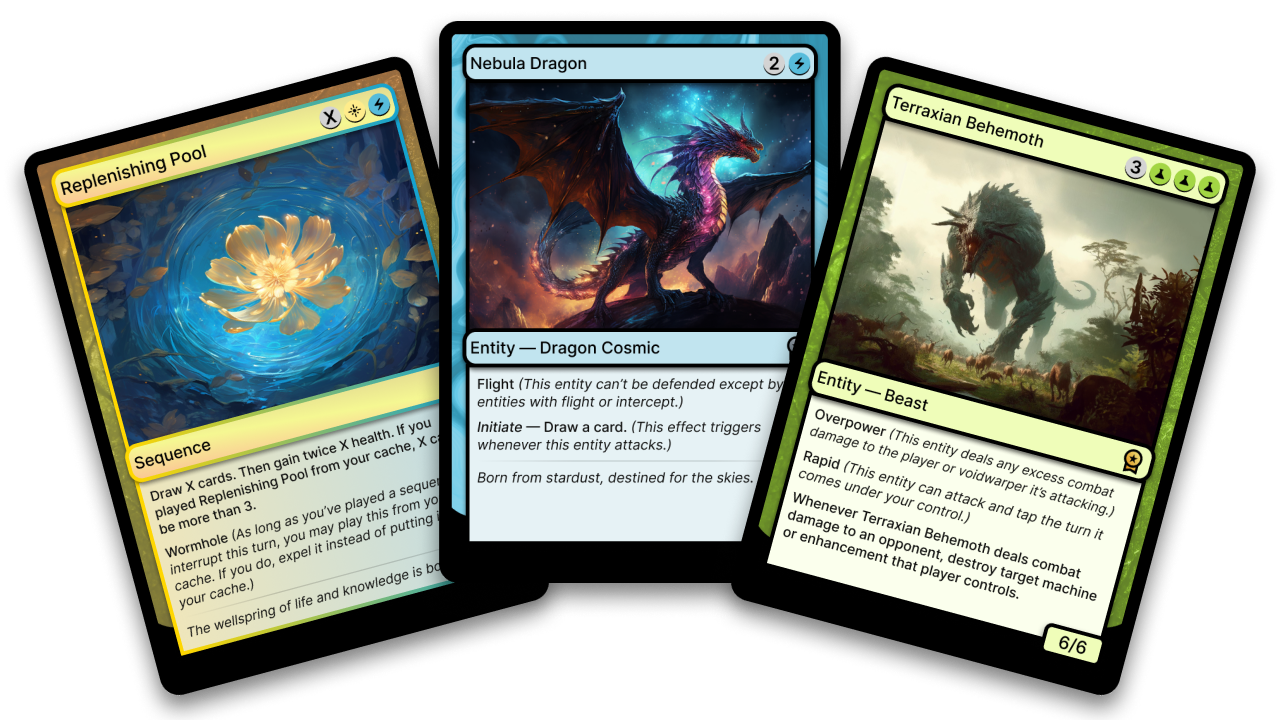 Replenishing Pool
X
Sequence
Draw X cards. Then gain twice X health. If you
played Replenishing Pool from your cache, X
be more than 3.
Wormhole (As long as you've played a
interrupt this turn, you may play this from
cache. If you do, expel it instead of putting
your cache.)
The wellspring of life and knowledge is
Nebula Dragon
2
Entity — Dragon Cosmic
Flight (This entity can't be defended except by
entities with flight or intercept.)
Initiate — Draw a card. (This effect triggers
whenever this entity attacks.)
Born from stardust, destined for the skies.
Terraxian Behemoth
3
Entity — Beast
Overpower (This entity deals any excess combat
damage to the player or voidwarper it's attacking.)
Rapid (This entity can attack and tap the turn it
comes under your control.)
Whenever Terraxian Behemoth deals combat
damage to an opponent, destroy target machine
or enhancement that player controls.
6/6